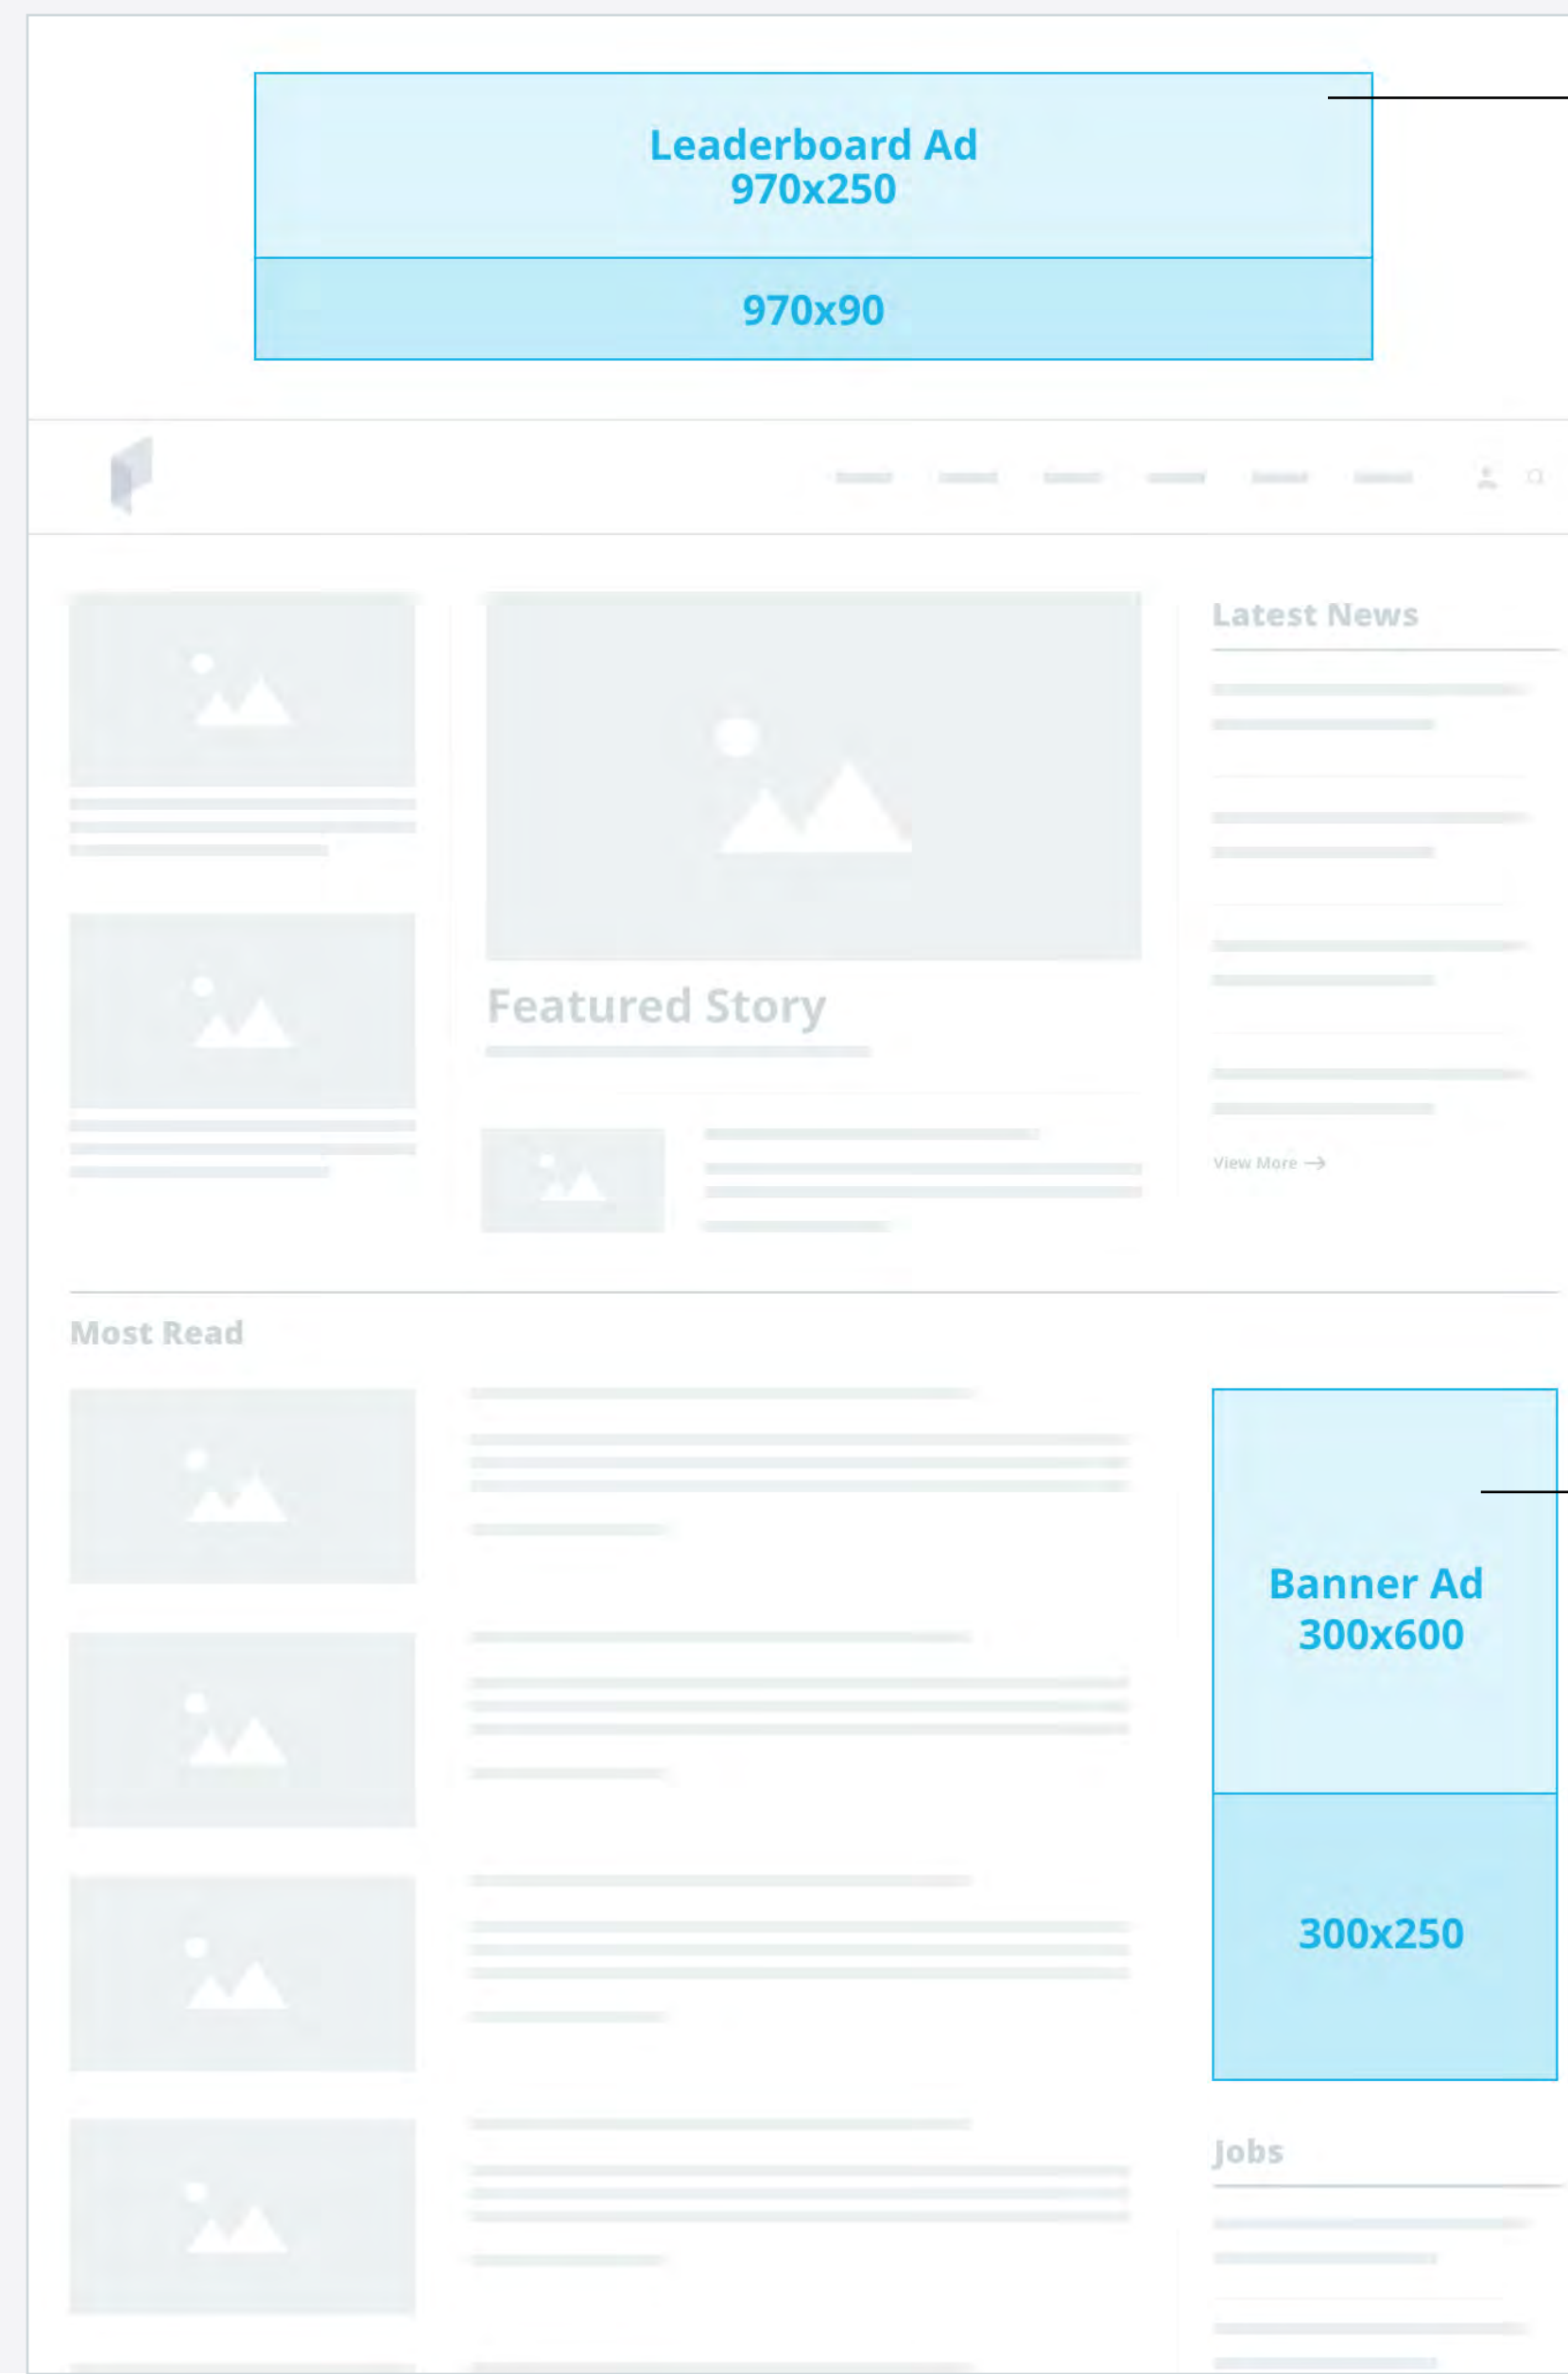 Leaderboard Ad
970x250
970x90
Latest News
Featured Story
View More
Most Read
Banner Ad
300x600
300x250
Jobs